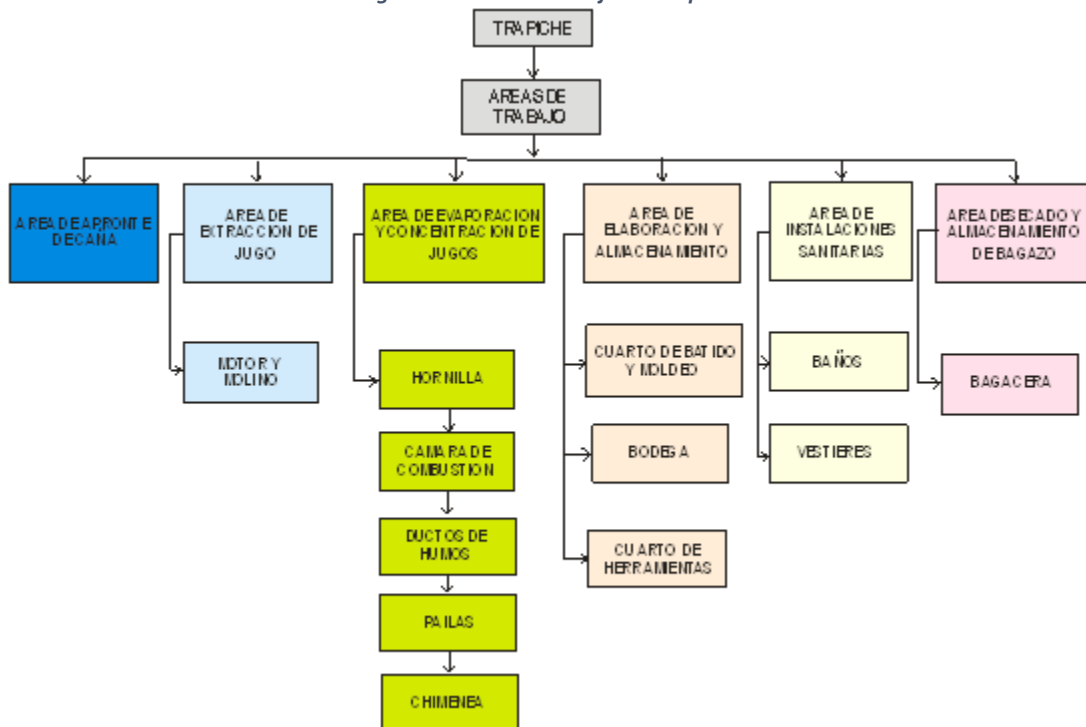 TRAPICHE
AREAS DE
TRABAJO
AREA DE APRONTE
DE CAÑA
AREA DE
EXTRACCION DE
JUGO
AREA DE EVAPORACION
Y CONCENTRACION DE
JUGOS
AREA DE
ELABORACION Y
ALMACENAMIENTO
AREA DE
INSTALACIONES
SANITARIAS
AREA DE SECADO Y
ALMACENAMIENTO
DE BAGAZO
MOTOR Y
MOLINO
HORNILLA
CAMARA DE
COMBUSTION
DUCTOS DE
HUMOS
PAILAS
CHIMENEA
CUARTO DE BATIDO
Y MOLDEO
BODEGA
CUARTO DE
HERRAMIENTAS
BAÑOS
VESTIERES
BAGACERA